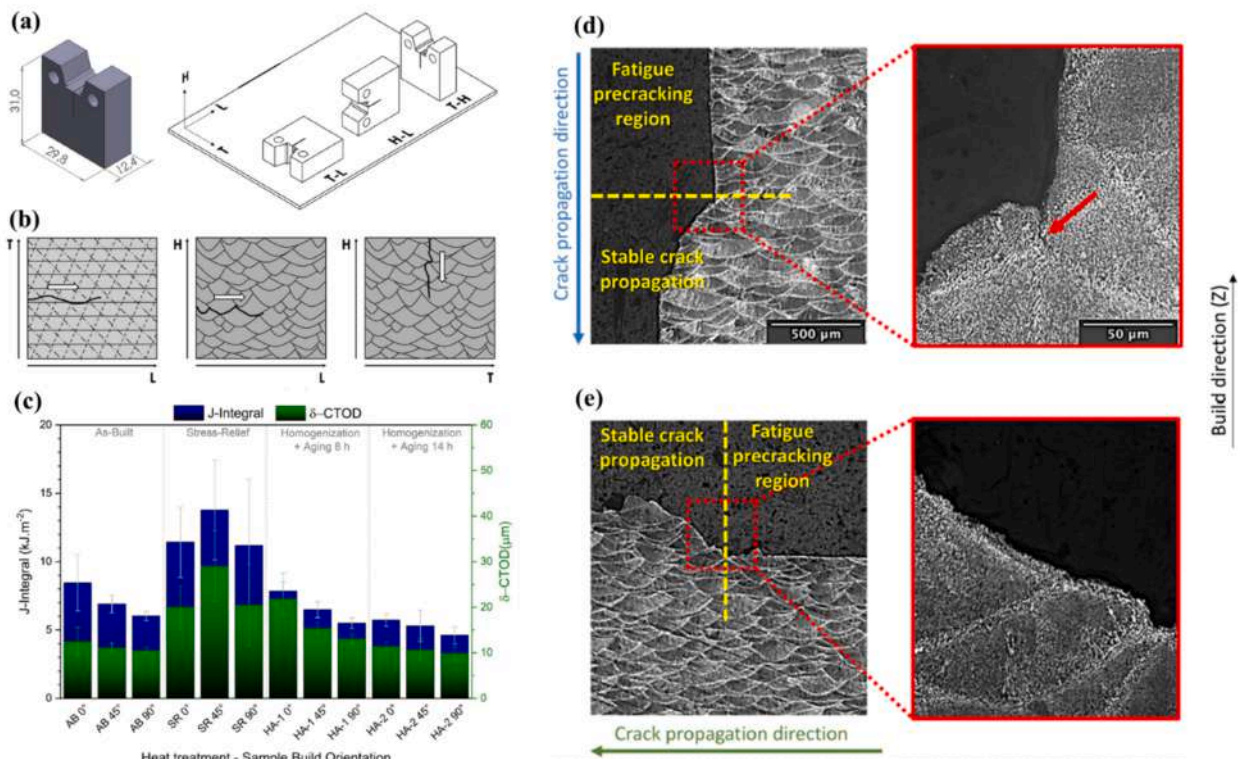 (a)
31,0
29,8
12,4
H
L
T
T-L
H-L
T-H
(b)
T
L
H
L
H
T
(c)
J-Integral
δ-CTOD
As-Built
Stress-Relief
Homogenization
+ Aging 8 h
Homogenization
+ Aging 14 h
J-Integral (kJ.m⁻²)
20
15
10
5
0
δ-CTOD(µm)
60
50
40
30
20
10
0
AB 0°
AB 45°
AB 90°
SR 0°
SR 45°
SR 90°
HA-1 0°
HA-1 45°
HA-1 90°
HA-2 0°
HA-2 45°
HA-2 90°
Heat treatment - Sample Build Orientation
(d)
Crack propagation direction
Fatigue
precracking
region
Stable crack
propagation
500 µm
50 µm
Build direction (Z)
(e)
Stable crack
propagation
Fatigue
precracking
region
Crack propagation direction